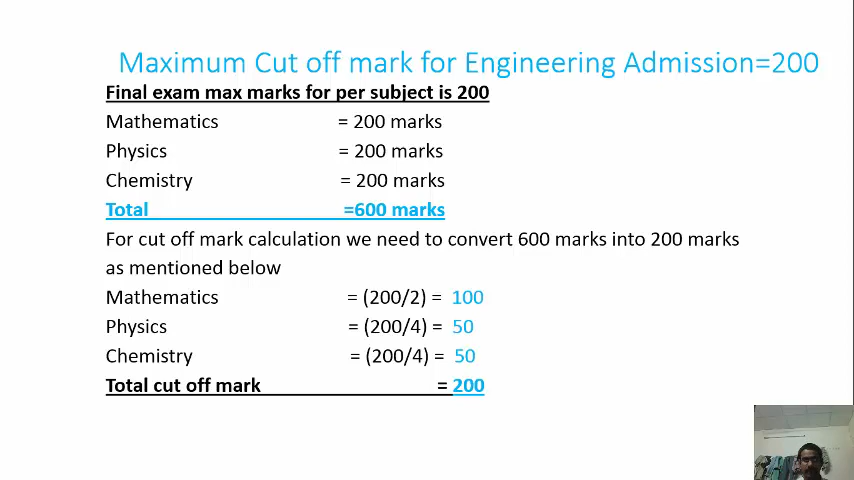 Maximum Cut off mark for Engineering Admission=200
Final exam max marks for per subject is 200
Mathematics = 200 marks
Physics = 200 marks
Chemistry = 200 marks
Total =600 marks
For cut off mark calculation we need to convert 600 marks into 200 marks
as mentioned below
Mathematics = (200/2) = 100
Physics = (200/4) = 50
Chemistry = (200/4) = 50
Total cut off mark = 200